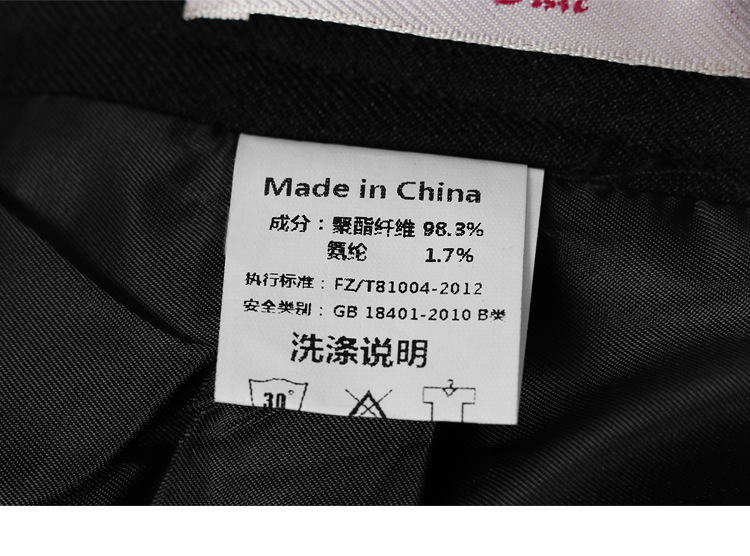 Made in China
成分：聚酯纤维 98.3%
氨纶 1.7%
执行标准：FZ/T81004-2012
安全类别：GB 18401-2010 B类
洗涤说明
30°